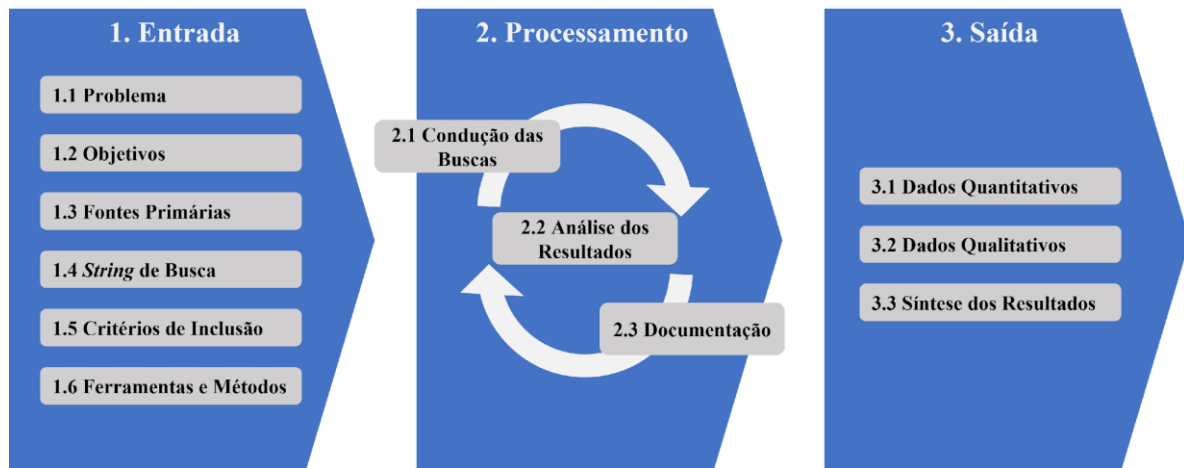 1. Entrada
1.1 Problema
1.2 Objetivos
1.3 Fontes Primárias
1.4 String de Busca
1.5 Critérios de Inclusão
1.6 Ferramentas e Métodos
2. Processamento
2.1 Condução das
Buscas
2.2 Análise dos
Resultados
2.3 Documentação
3. Saída
3.1 Dados Quantitativos
3.2 Dados Qualitativos
3.3 Síntese dos Resultados